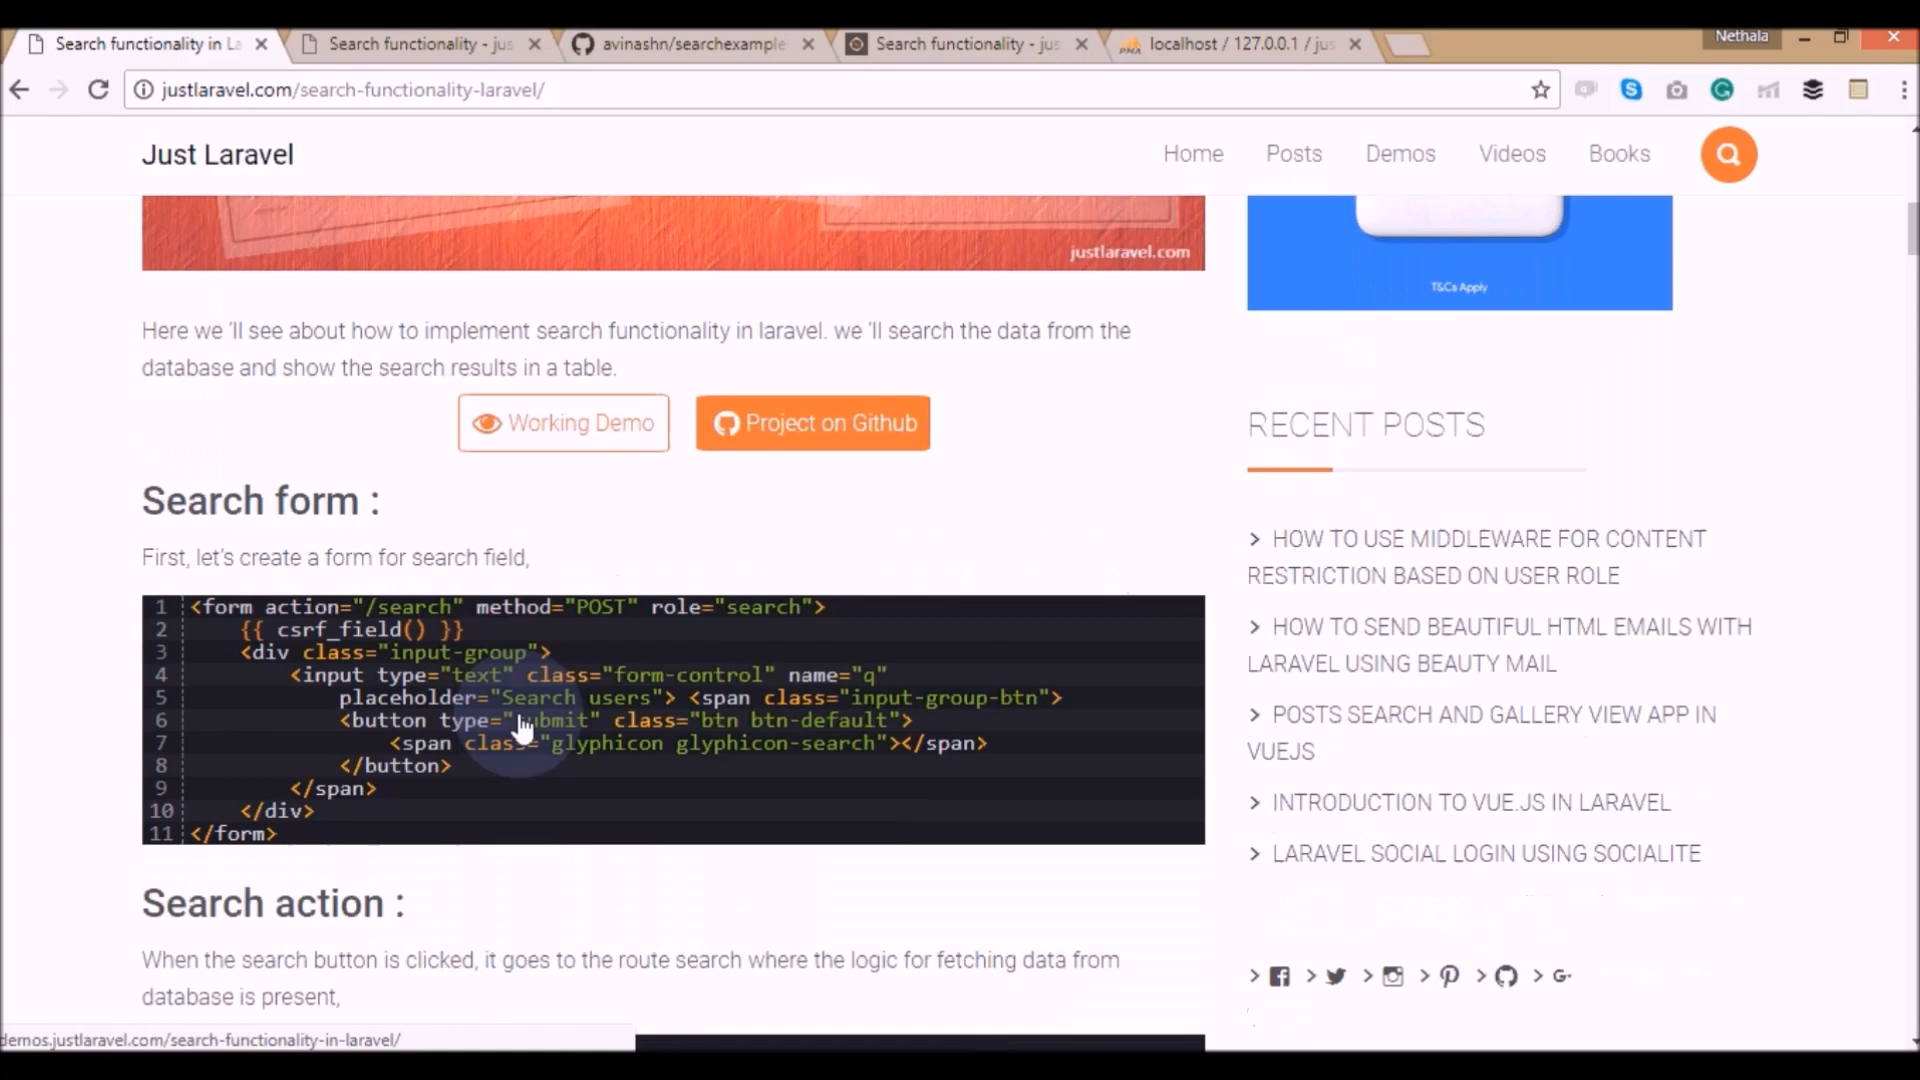 Search functionality in La
Search functionality - jus
avinashn/searchexample
Search functionality - jus
localhost / 127.0.0.1 / jus
Nethala
justlaravel.com/search-functionality-laravel/
Just Laravel
Home
Posts
Demos
Videos
Books
justlaravel.com
T&Cs Apply
Here we 'll see about how to implement search functionality in laravel. we 'll search the data from the
database and show the search results in a table.
Working Demo
Project on Github
Search form :
First, let's create a form for search field,
1 <form action="/search" method="POST" role="search">
2 {{ csrf_field() }}
3 <div class="input-group">
4 <input type="text" class="form-control" name="q"
5 placeholder="Search users"> <span class="input-group-btn">
6 <button type="submit" class="btn btn-default">
7 <span class="glyphicon glyphicon-search"></span>
8 </button>
9 </span>
10 </div>
11 </form>
Search action :
When the search button is clicked, it goes to the route search where the logic for fetching data from
database is present,
RECENT POSTS
> HOW TO USE MIDDLEWARE FOR CONTENT
RESTRICTION BASED ON USER ROLE
> HOW TO SEND BEAUTIFUL HTML EMAILS WITH
LARAVEL USING BEAUTY MAIL
> POSTS SEARCH AND GALLERY VIEW APP IN
VUEJS
> INTRODUCTION TO VUE.JS IN LARAVEL
> LARAVEL SOCIAL LOGIN USING SOCIALITE
demos.justlaravel.com/search-functionality-in-laravel/